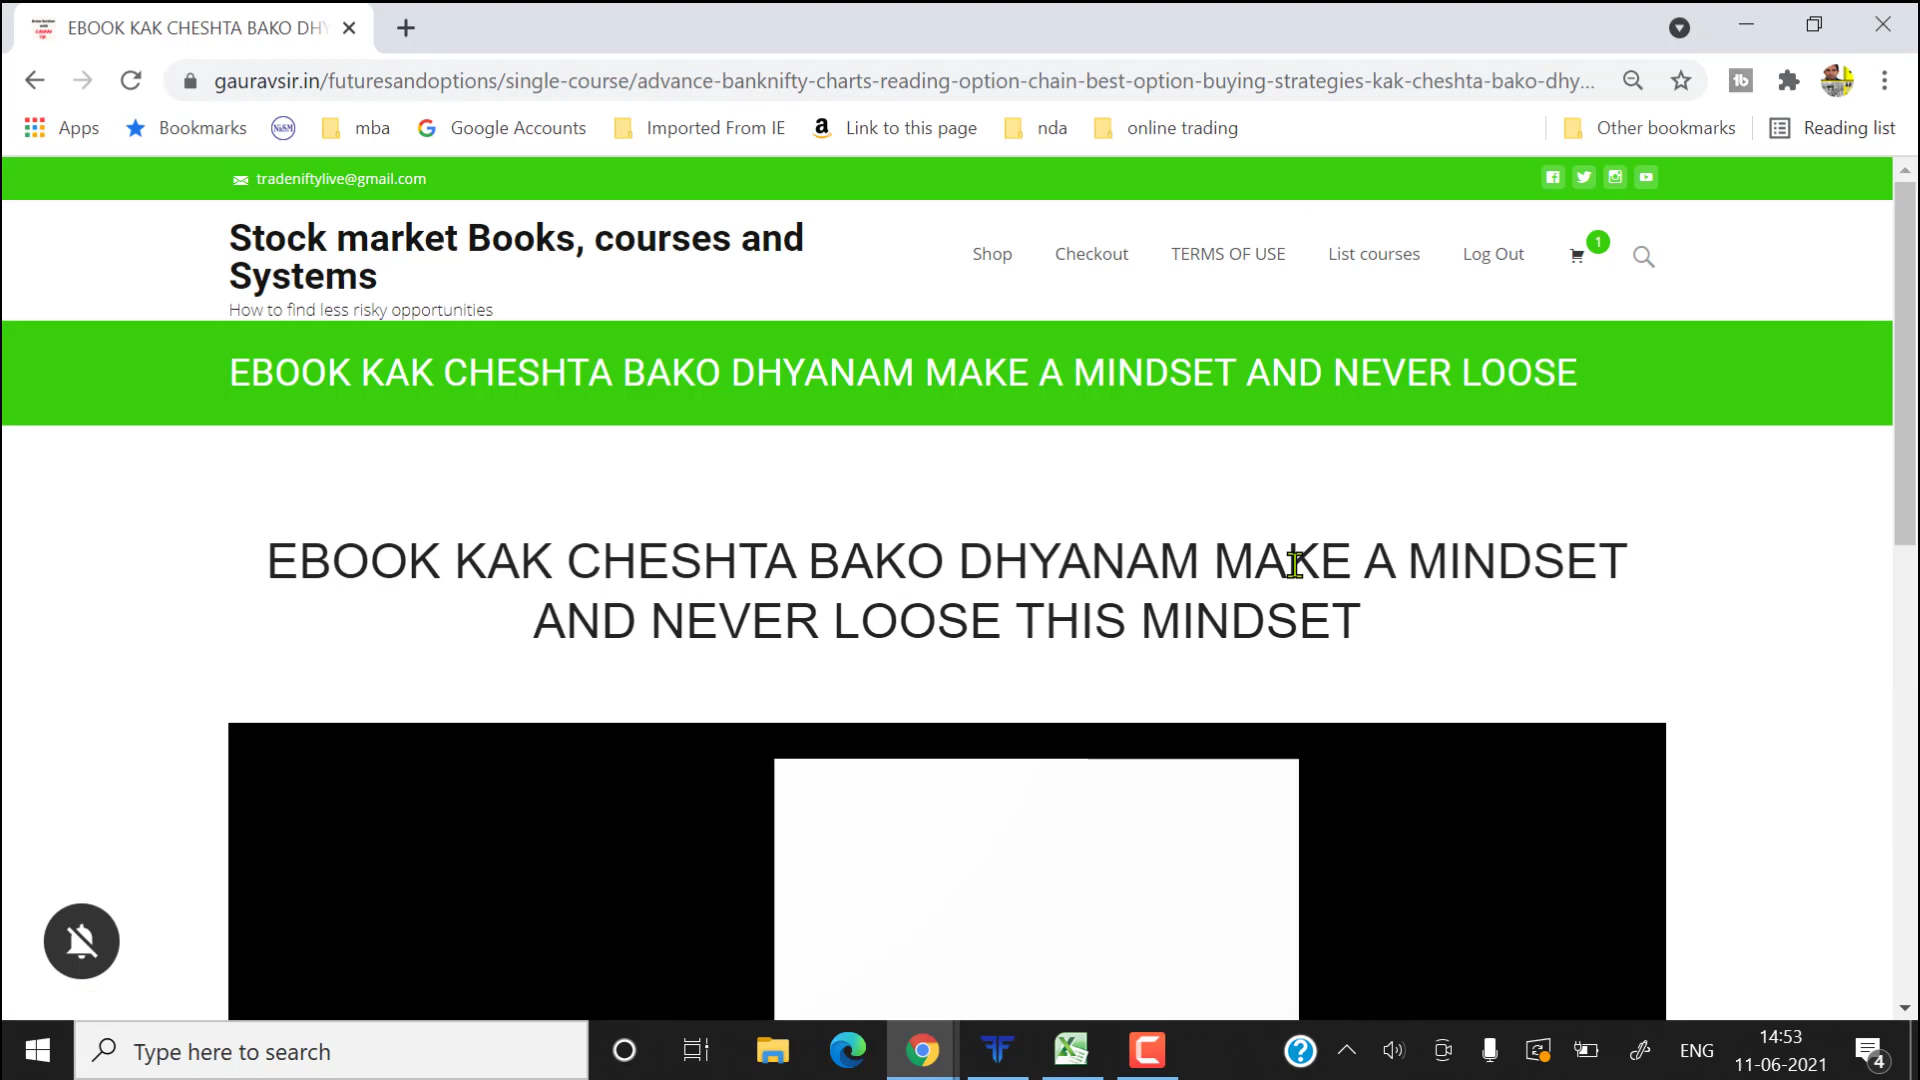 EBOOK KAK CHESHTA BAKO DHY
gauravsir.in/futuresandoptions/single-course/advance-banknifty-charts-reading-option-chain-best-option-buying-strategies-kak-cheshta-bako-dhy...
Apps Bookmarks mba Google Accounts Imported From IE Link to this page nda online trading Other bookmarks Reading list
tradeniftylive@gmail.com
Stock market Books, courses and
Systems
How to find less risky opportunities
Shop Checkout TERMS OF USE List courses Log Out 1
EBOOK KAK CHESHTA BAKO DHYANAM MAKE A MINDSET AND NEVER LOOSE
EBOOK KAK CHESHTA BAKO DHYANAM MAKE A MINDSET
AND NEVER LOOSE THIS MINDSET
Type here to search
ENG
14:53
11-06-2021
4